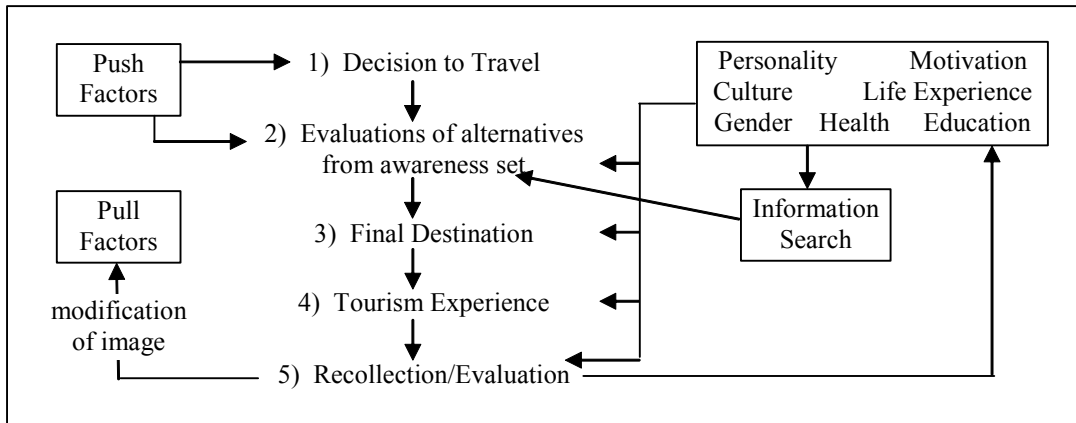 Push
Factors
1) Decision to Travel
2) Evaluations of alternatives
from awareness set
3) Final Destination
4) Tourism Experience
5) Recollection/Evaluation
Pull
Factors
modification
of image
Personality Motivation
Culture Life Experience
Gender Health Education
Information
Search